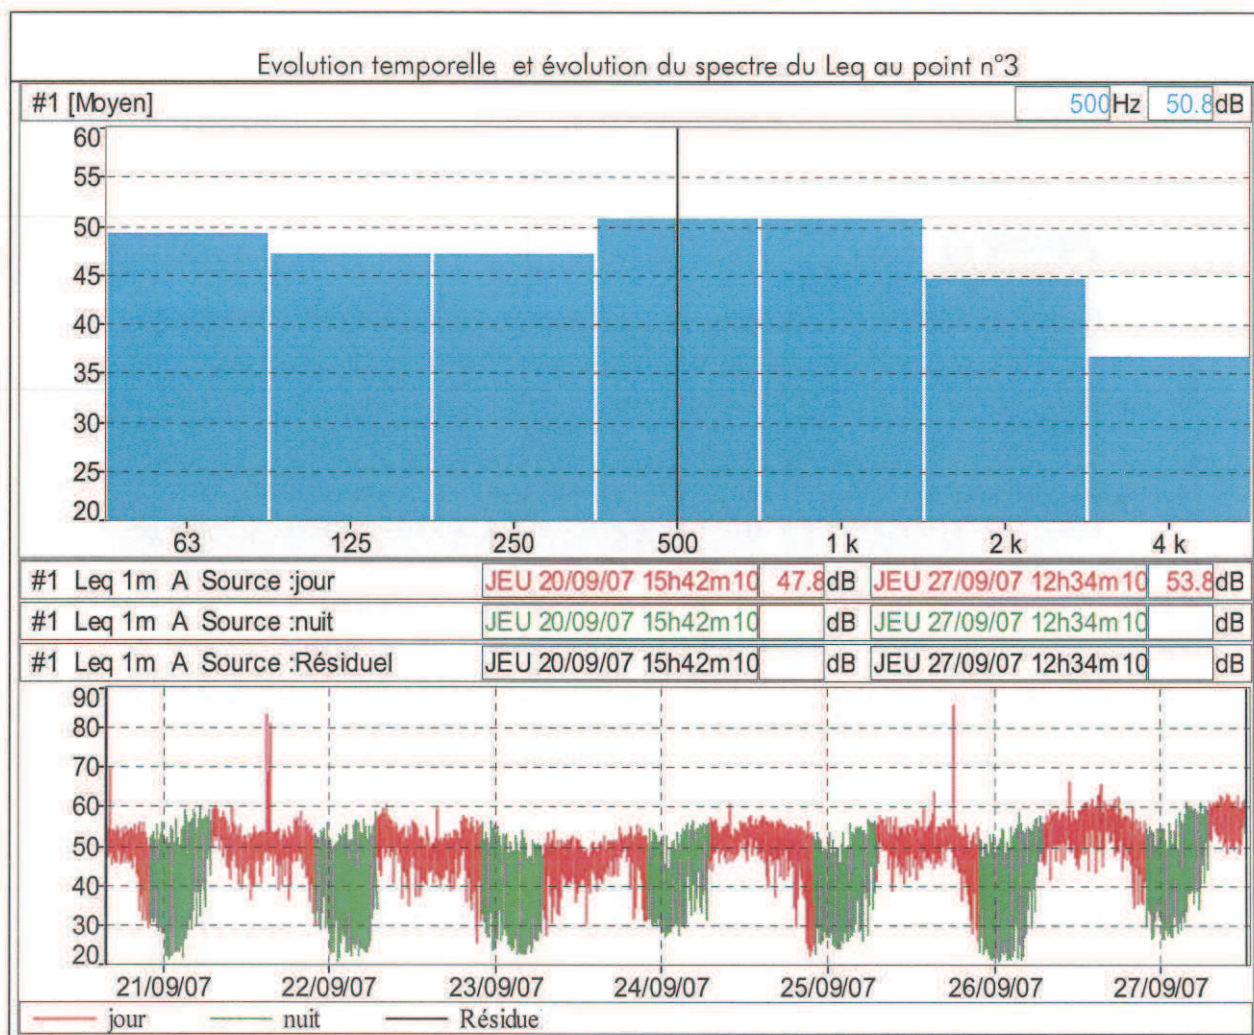 Evolution temporelle et évolution du spectre du Leq au point n°3
#1 [Moyen] 500 Hz 50.8 dB
60
55
50
45
40
35
30
25
20
63 125 250 500 1 k 2 k 4 k
#1 Leq 1m A Source :jour JEU 20/09/07 15h42m10 47.8 dB JEU 27/09/07 12h34m10 53.8 dB
#1 Leq 1m A Source :nuit JEU 20/09/07 15h42m10 dB JEU 27/09/07 12h34m10 dB
#1 Leq 1m A Source :Résiduel JEU 20/09/07 15h42m10 dB JEU 27/09/07 12h34m10 dB
90
80
70
60
50
40
30
20
21/09/07 22/09/07 23/09/07 24/09/07 25/09/07 26/09/07 27/09/07
jour nuit Résidue